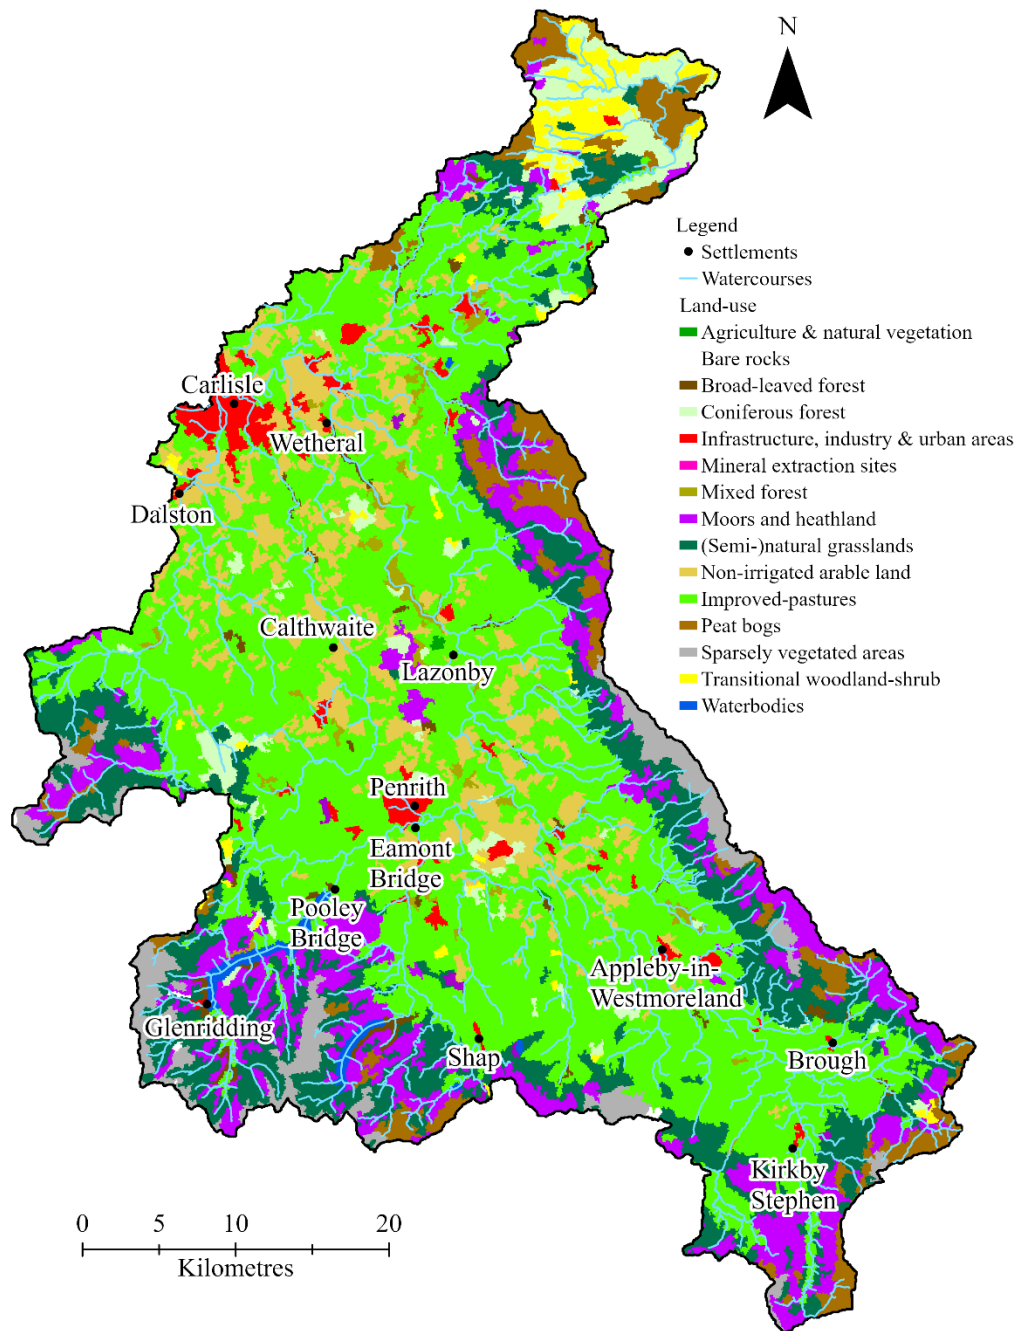 N
Legend
Settlements
Watercourses
Land-use
Agriculture & natural vegetation
Bare rocks
Broad-leaved forest
Coniferous forest
Infrastructure, industry & urban areas
Mineral extraction sites
Mixed forest
Moors and heathland
(Semi-)natural grasslands
Non-irrigated arable land
Improved-pastures
Peat bogs
Sparsely vegetated areas
Transitional woodland-shrub
Waterbodies
Carlisle
Wetheral
Dalston
Calthwaite
Lazonby
Penrith
Eamont
Bridge
Pooley
Bridge
Appleby-in-
Westmoreland
Glenridding
Shap
Brough
Kirkby
Stephen
0 5 10 20
Kilometres